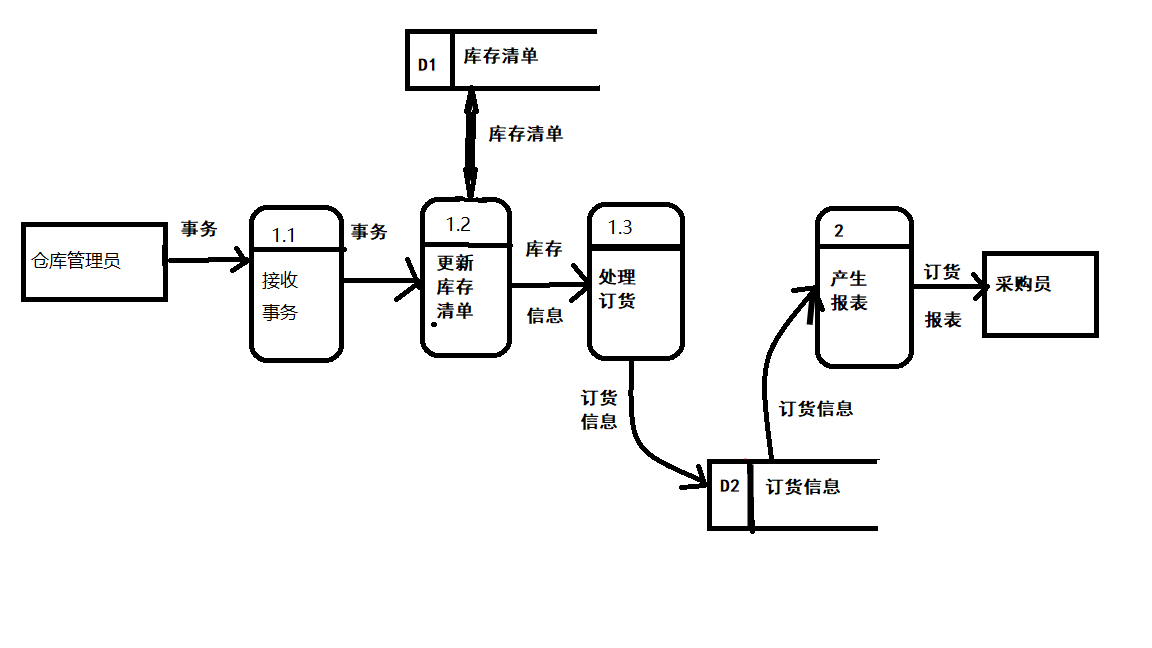 D1
库存清单
库存清单
仓库管理员
事务
1.1
接收
事务
事务
1.2
更新
库存
清单
库存
信息
1.3
处理
订货
订货
信息
D2
订货信息
订货信息
2
产生
报表
订货
报表
采购员